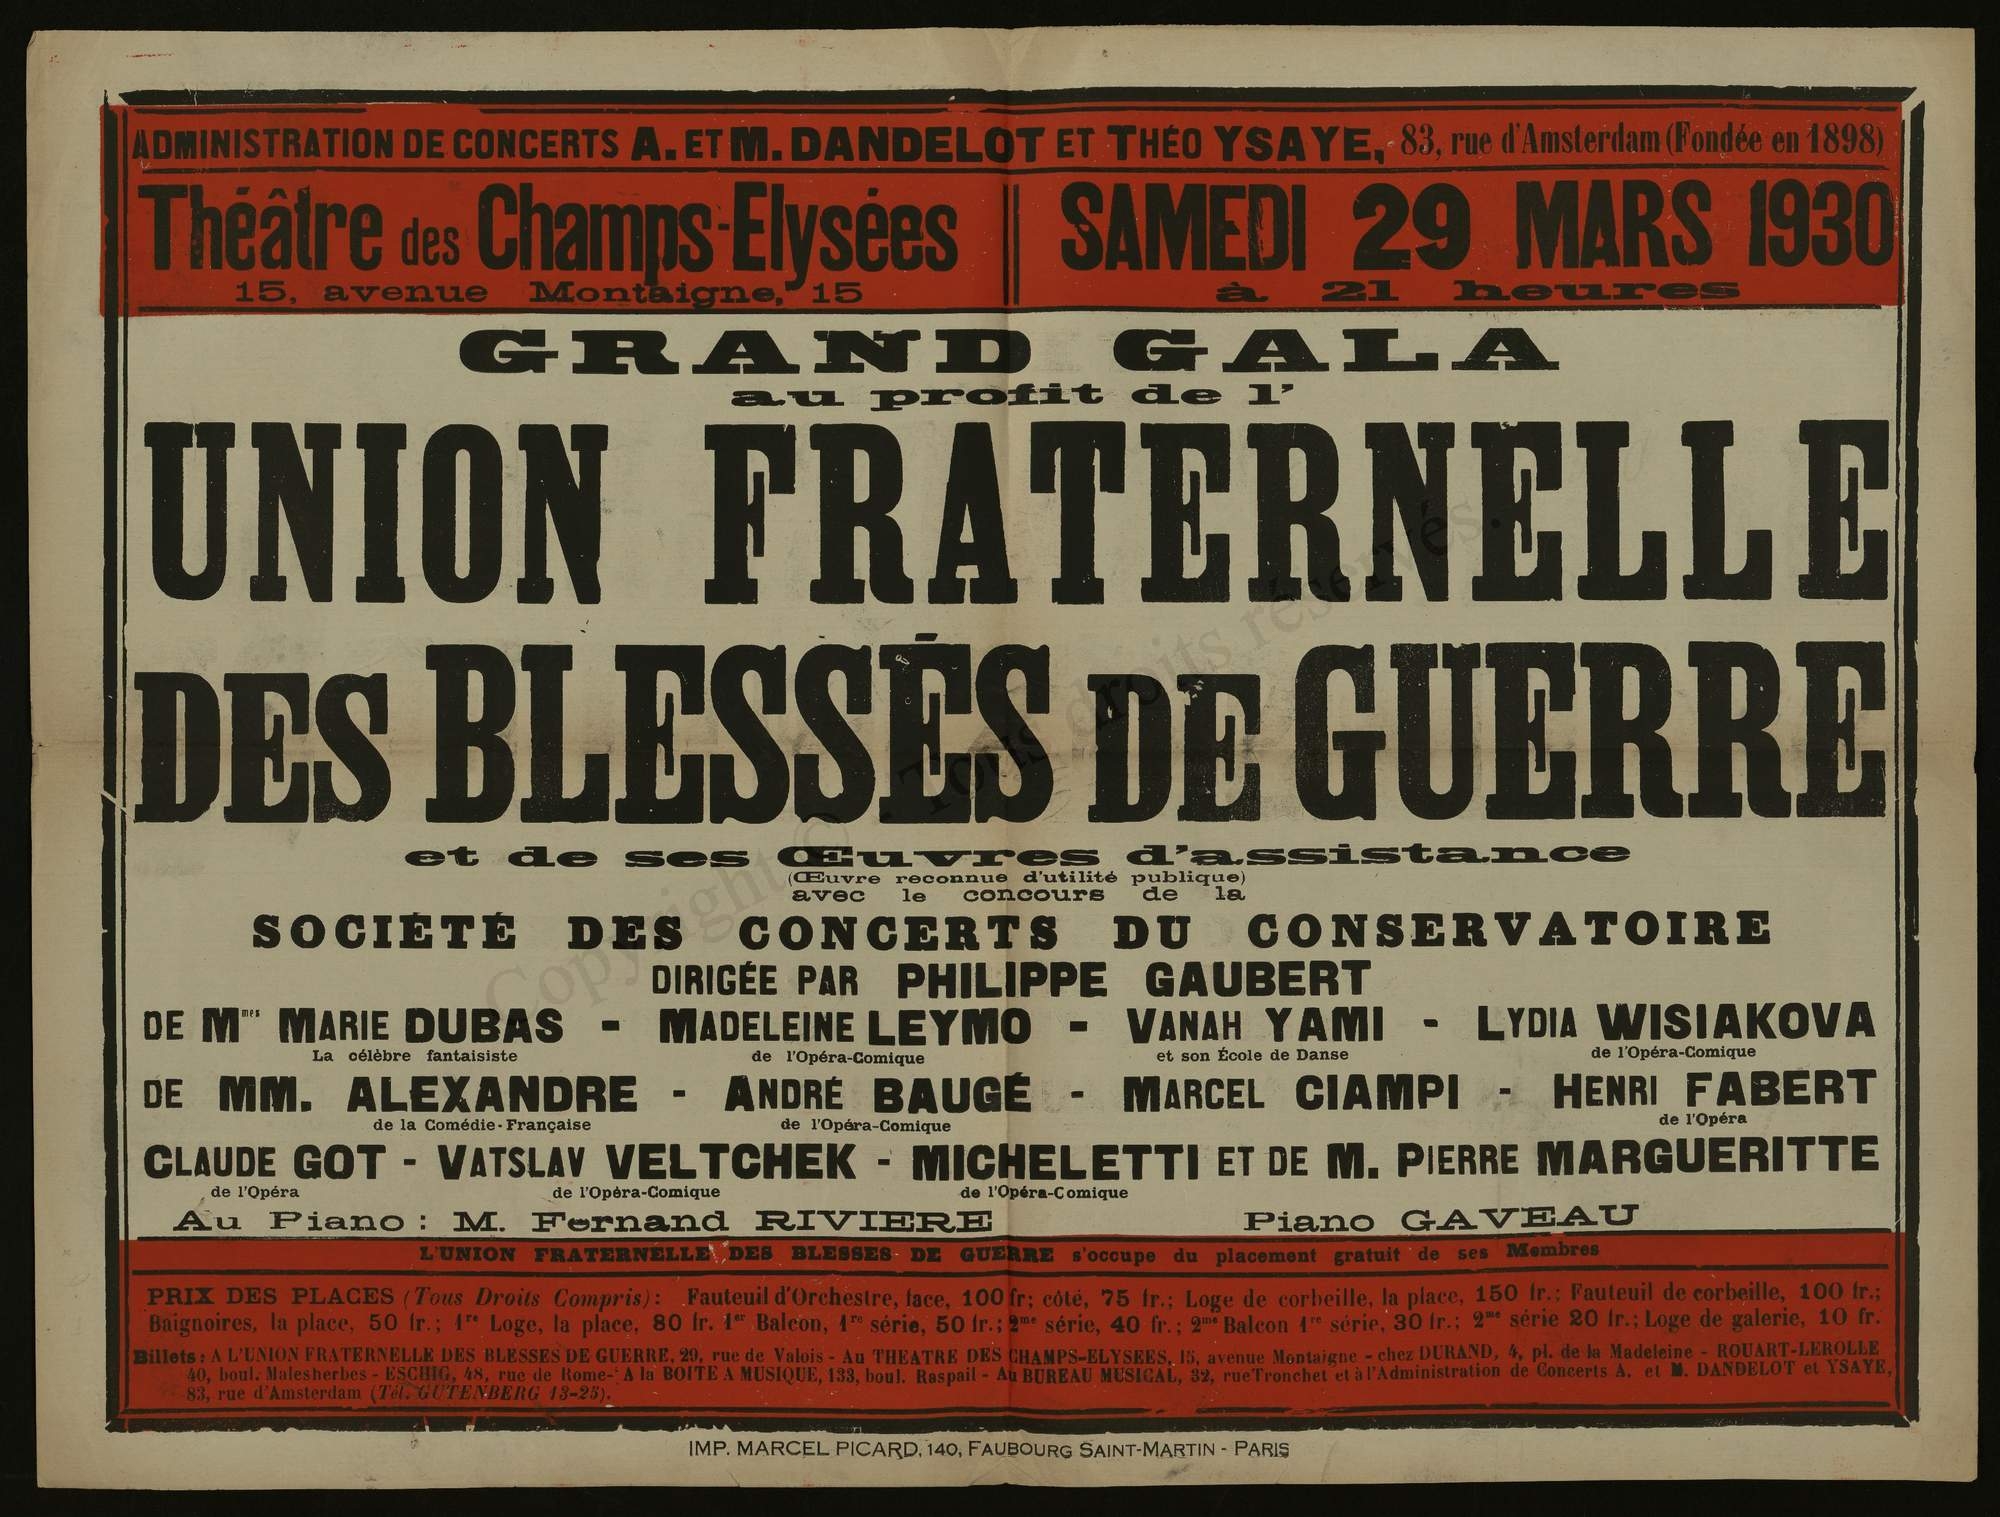 ADMINISTRATION DE CONCERTS A. ET M. DANDELOT ET THÉO YSAYE, 83, rue d'Amsterdam (Fondée en 1898)
Théâtre des Champs-Elysées
15, avenue Montaigne, 15
SAMEDI 29 MARS 1930
à 21 heures
GRAND GALA
au profit de l'
UNION FRATERNELLE
DES BLESSÉS DE GUERRE
et de ses Œuvres d'assistance
(Œuvre reconnue d'utilité publique)
avec le concours de la
SOCIÉTÉ DES CONCERTS DU CONSERVATOIRE
DIRIGÉE PAR PHILIPPE GAUBERT
DE Mmes MARIE DUBAS - MADELEINE LEYMO - VANAH YAMI - LYDIA WISIAKOVA
La célèbre fantaisiste de l'Opéra-Comique et son École de Danse de l'Opéra-Comique
DE MM. ALEXANDRE - ANDRÉ BAUGÉ - MARCEL CIAMPI - HENRI FABERT
de la Comédie-Française de l'Opéra-Comique de l'Opéra
CLAUDE GOT - VATSLAV VELTCHEK - MICHELETTI ET DE M. PIERRE MARGUERITTE
de l'Opéra de l'Opéra-Comique de l'Opéra-Comique
Au Piano : M. Fernand RIVIERE Piano GAVEAU
L'UNION FRATERNELLE DES BLESSES DE GUERRE s'occupe du placement gratuit de ses Membres
PRIX DES PLACES (Tous Droits Compris) : Fauteuil d'Orchestre, face, 100 fr; côté, 75 fr.; Loge de corbeille, la place, 150 fr.; Fauteuil de corbeille, 100 fr.;
Baignoires, la place, 50 fr.; 1re Loge, la place, 80 fr. 1er Balcon, 1re série, 50 fr.; 2me série, 40 fr.; 2me Balcon 1re série, 30 fr.; 2me série 20 fr.; Loge de galerie, 10 fr.
Billets : A L'UNION FRATERNELLE DES BLESSES DE GUERRE, 29, rue de Valois - Au THEATRE DES CHAMPS-ELYSEES, 15, avenue Montaigne - chez DURAND, 4, pl. de la Madeleine - ROUART-LEROLLE
40, boul. Malesherbes - ESCHIG, 48, rue de Rome - A la BOITE A MUSIQUE, 133, boul. Raspail - Au BUREAU MUSICAL, 32, rue Tronchet et à l'Administration de Concerts A. et M. DANDELOT et YSAYE,
83, rue d'Amsterdam (Tél. GUTENBERG 13-25).
IMP. MARCEL PICARD, 140, FAUBOURG SAINT-MARTIN - PARIS
Copyright © - Tous droits réservés.